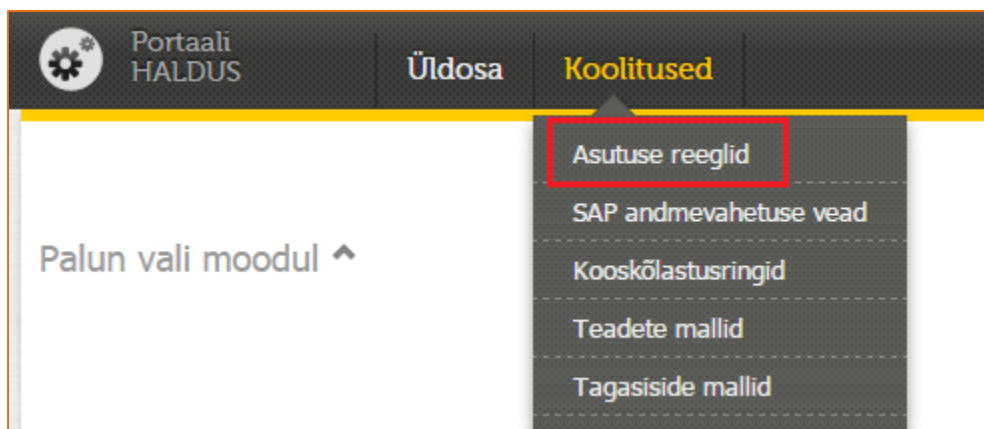 Portaali
HALDUS
Üldosa
Koolitused
Asutuse reeglid
SAP andmevahetuse vead
Palun vali moodul
Kooskõlastusringid
Teadete mallid
Tagasiside mallid